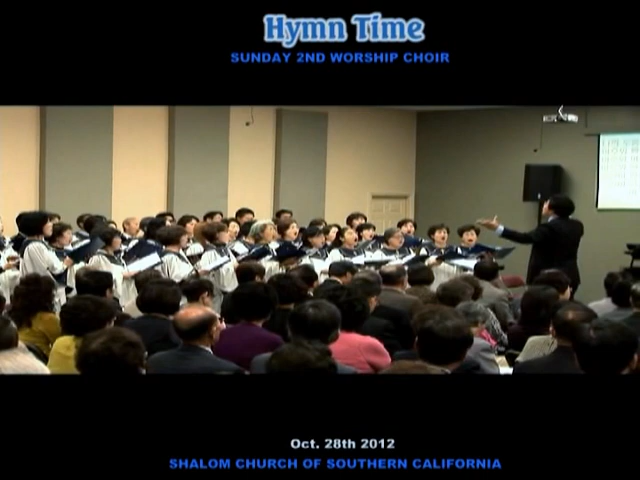 Hymn Time
SUNDAY 2ND WORSHIP CHOIR
Oct. 28th 2012
SHALOM CHURCH OF SOUTHERN CALIFORNIA